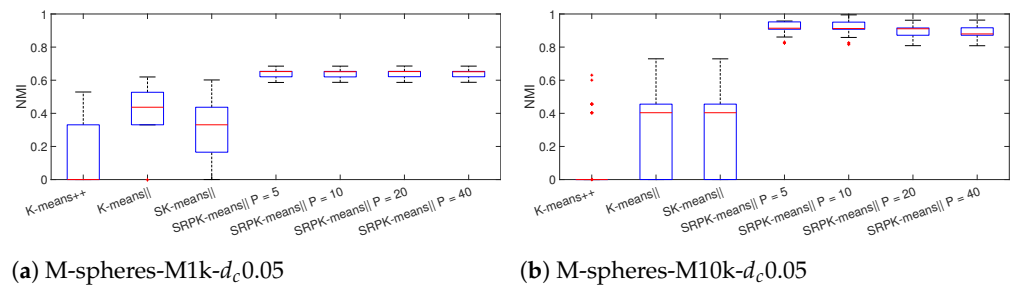 1
0.8
0.6
0.4
0.2
0
NMI
K-means++
K-means||
SK-means||
SRPK-means|| P = 5
SRPK-means|| P = 10
SRPK-means|| P = 20
SRPK-means|| P = 40
(a) M-spheres-M1k-d_c0.05
1
0.8
0.6
0.4
0.2
0
NMI
K-means++
K-means||
SK-means||
SRPK-means|| P = 5
SRPK-means|| P = 10
SRPK-means|| P = 20
SRPK-means|| P = 40
(b) M-spheres-M10k-d_c0.05